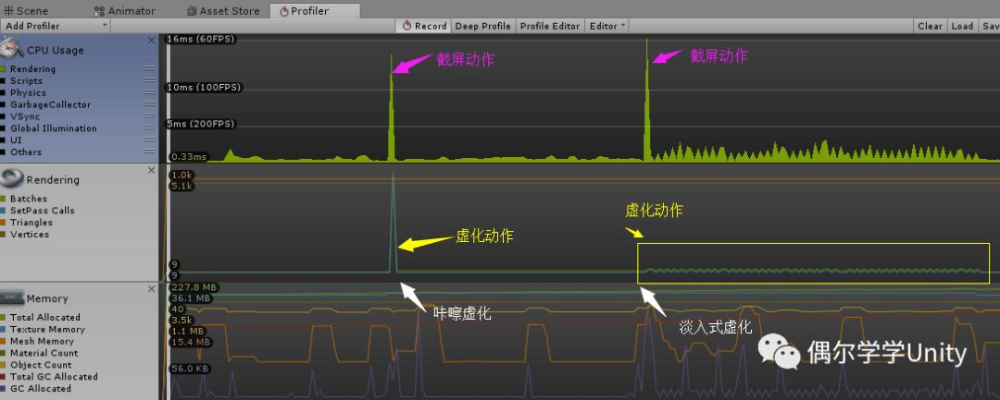 Scene Animator Asset Store Profiler
Add Profiler Record Deep Profile Profile Editor Editor Clear Load Sav
CPU Usage
Rendering
Scripts
Physics
GarbageCollector
VSync
Global Illumination
UI
Others
16ms (60FPS)
10ms (100FPS)
5ms (200FPS)
0.33ms
截屏动作
截屏动作
Rendering
Batches
SetPass Calls
Triangles
Vertices
1.0k
5.1k
9
9
虚化动作
虚化动作
Memory
Total Allocated
Texture Memory
Mesh Memory
Material Count
Object Count
Total GC Allocated
GC Allocated
227.8 MB
36.1 MB
40
3.5k
1.1 MB
15.4 MB
56.0 KB
咔嚓虚化
淡入式虚化
偶尔学学Unity